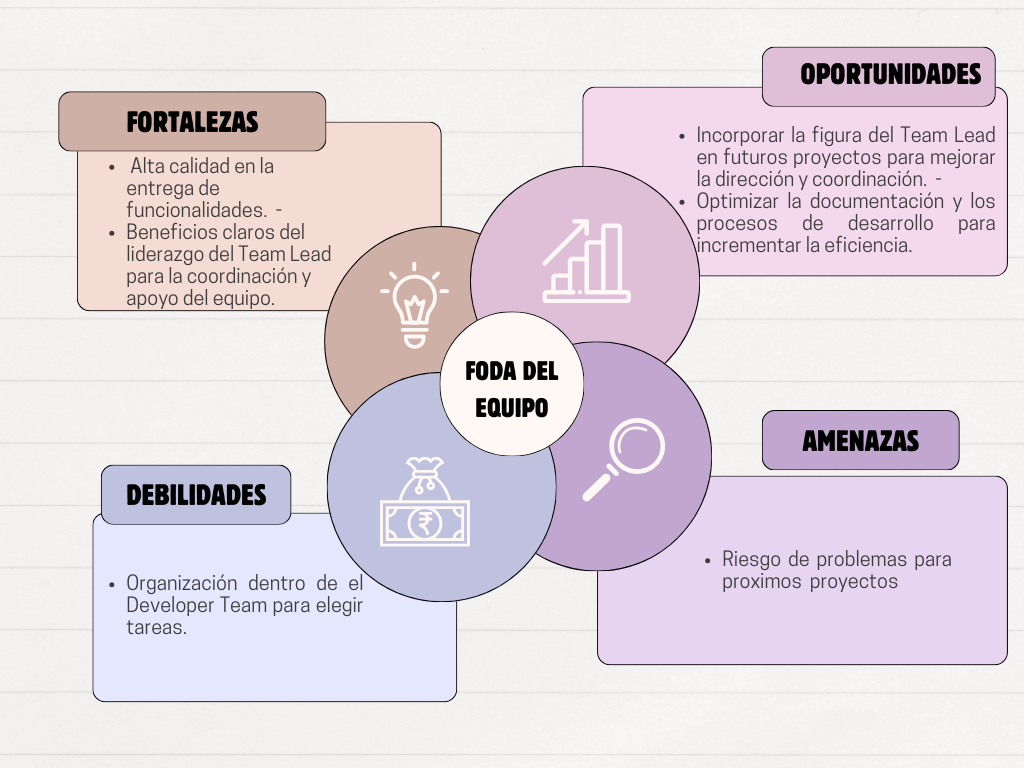 FORTALEZAS
• Alta calidad en la
entrega de
funcionalidades. -
• Beneficios claros del
liderazgo del Team Lead
para la coordinación y
apoyo del equipo.
OPORTUNIDADES
• Incorporar la figura del Team Lead
en futuros proyectos para mejorar
la dirección y coordinación. -
• Optimizar la documentación y los
procesos de desarrollo para
incrementar la eficiencia.
FODA DEL
EQUIPO
DEBILIDADES
• Organización dentro de el
Developer Team para elegir
tareas.
₹
AMENAZAS
• Riesgo de problemas para
proximos proyectos